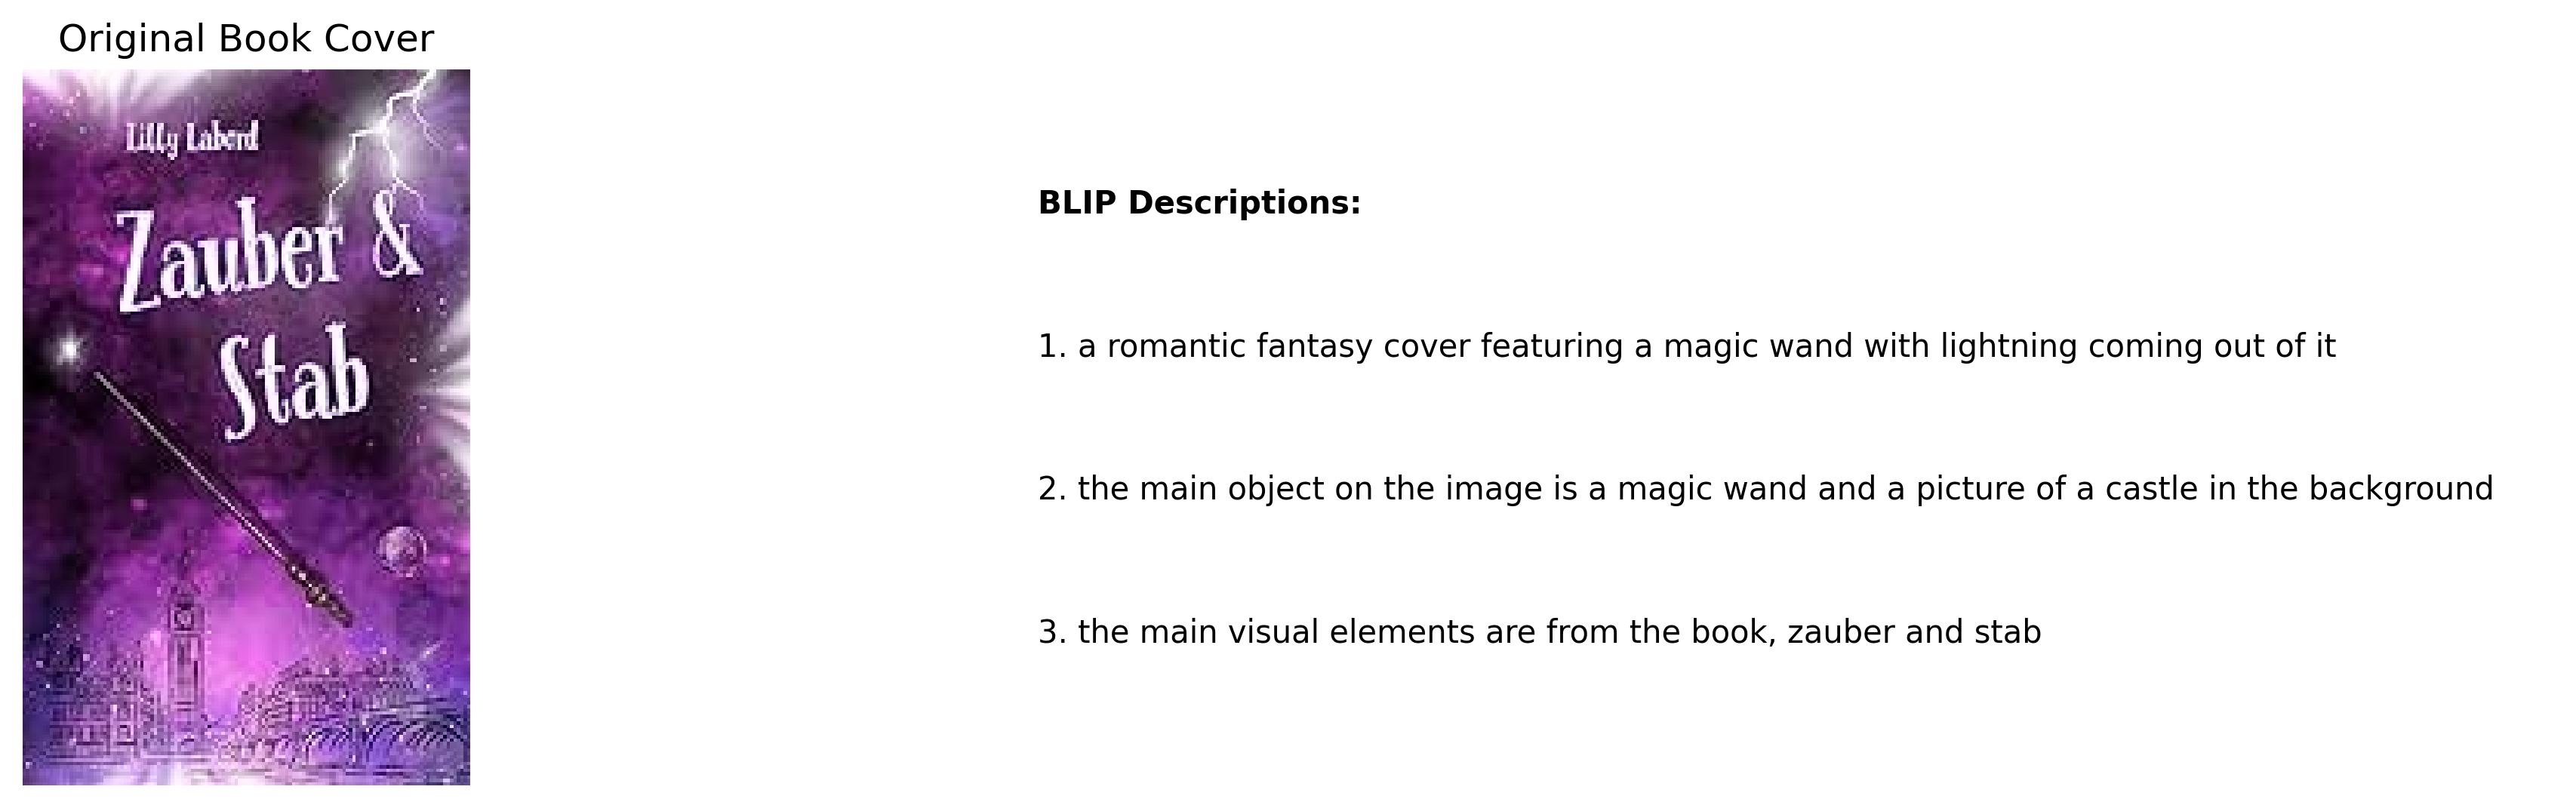 Original Book Cover
Lilly Labord
Zauber &
Stab
BLIP Descriptions:
1. a romantic fantasy cover featuring a magic wand with lightning coming out of it
2. the main object on the image is a magic wand and a picture of a castle in the background
3. the main visual elements are from the book, zauber and stab